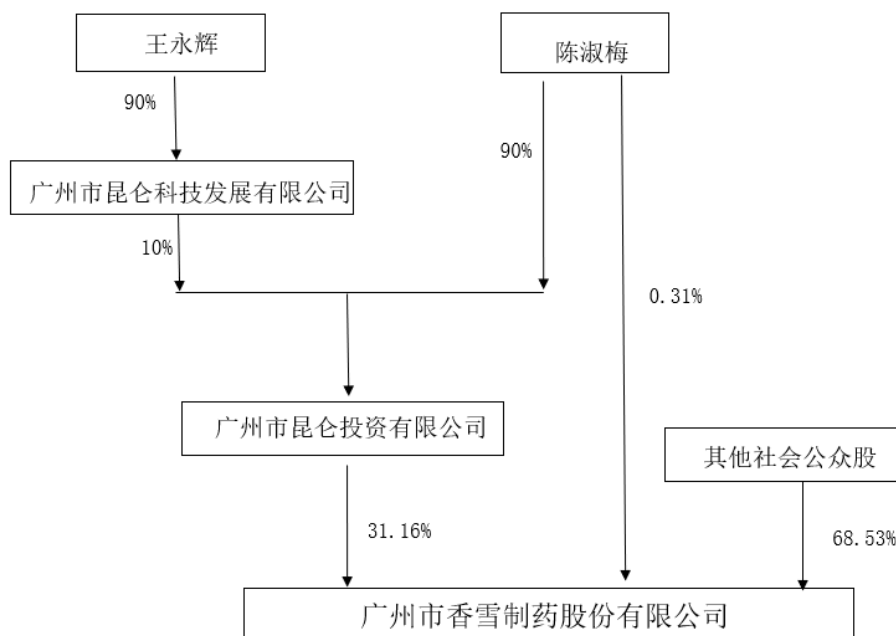 王永辉
陈淑梅
90%
90%
广州市昆仑科技发展有限公司
10%
0.31%
广州市昆仑投资有限公司
其他社会公众股
31.16%
68.53%
广州市香雪制药股份有限公司